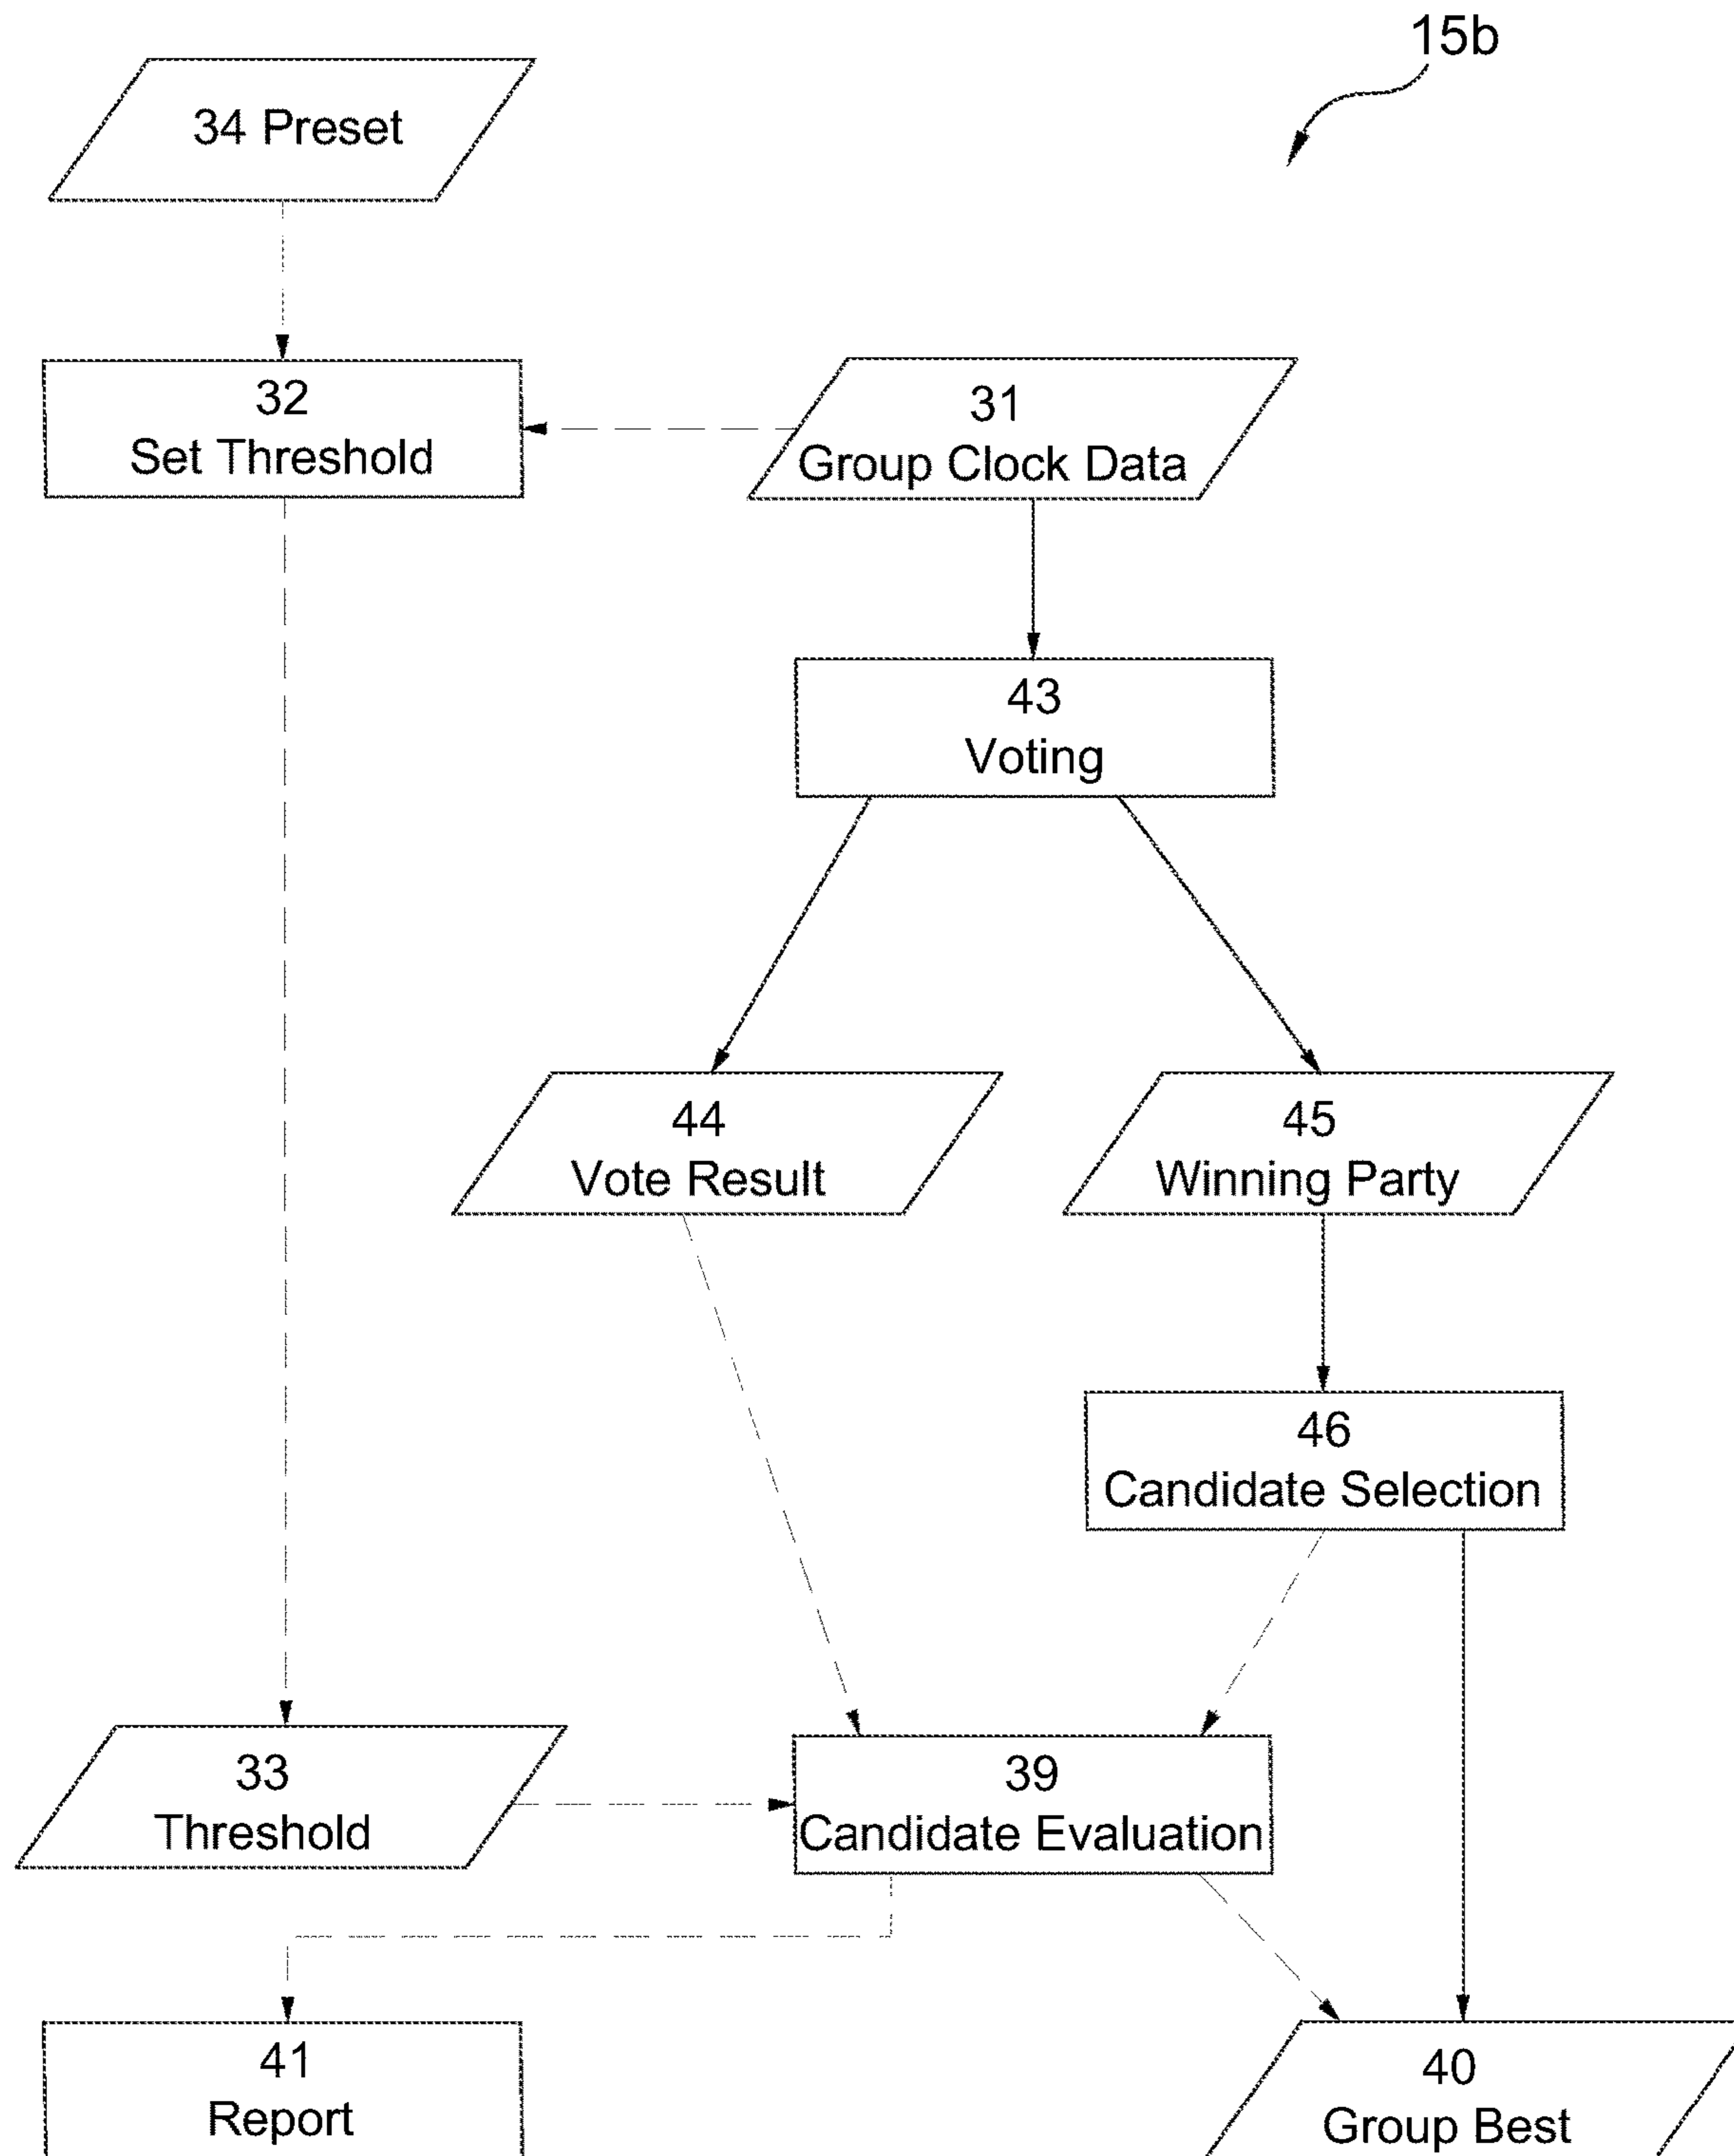 15b
34 Preset
32
Set Threshold
31
Group Clock Data
43
Voting
44
Vote Result
45
Winning Party
46
Candidate Selection
33
Threshold
39
Candidate Evaluation
41
Report
40
Group Best